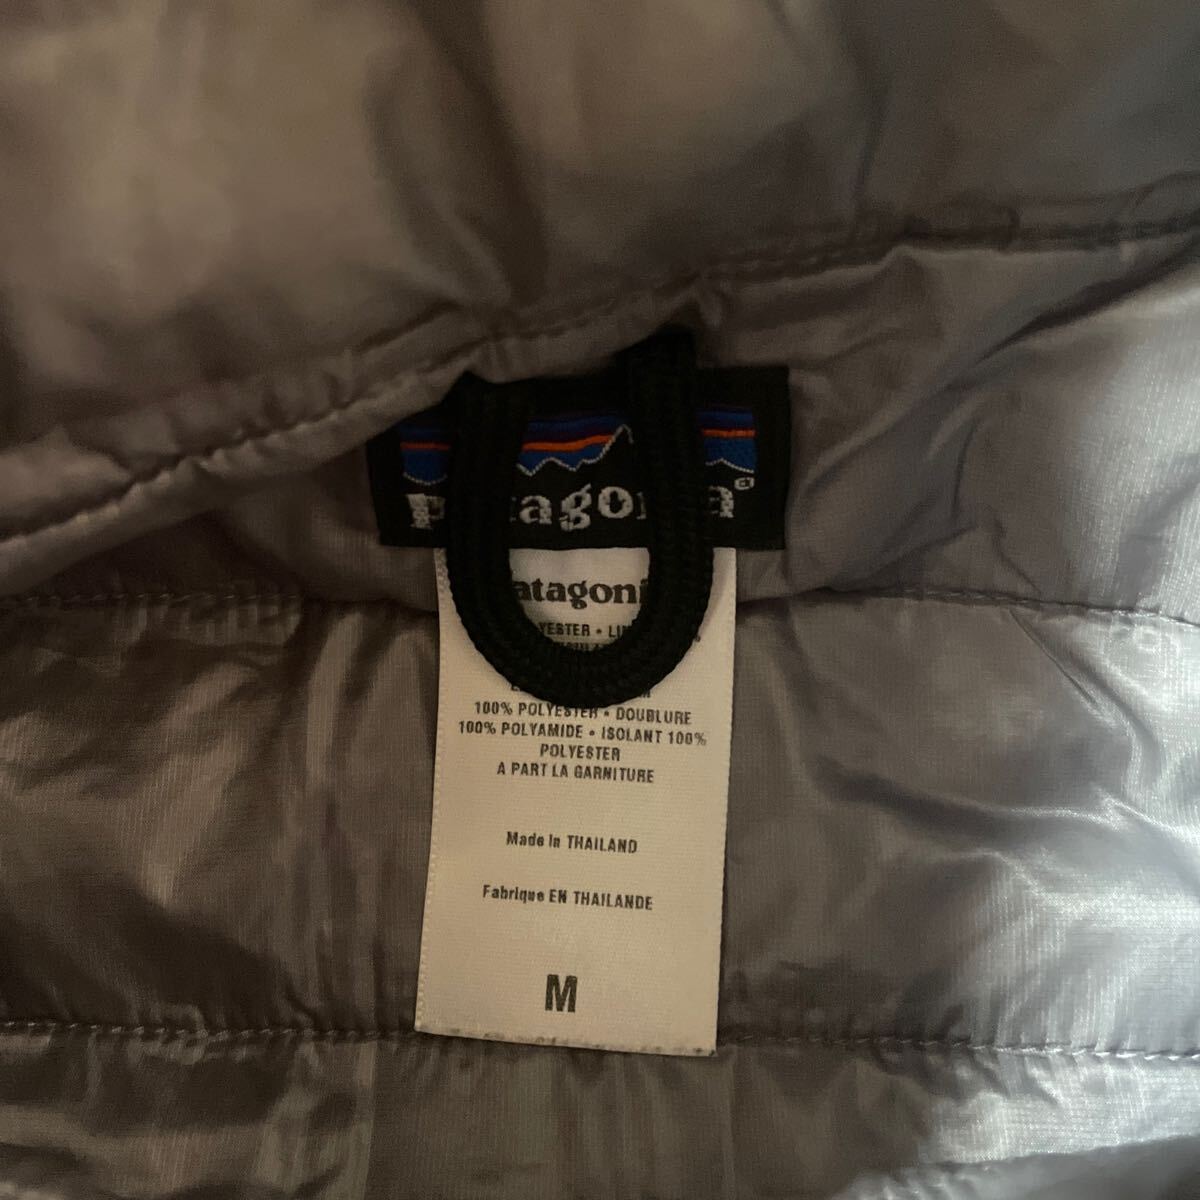 patagonia®
patagonia
100% POLYESTER • DOUBLURE
100% POLYAMIDE • ISOLANT 100%
POLYESTER
A PART LA GARNITURE
Made in THAILAND
Fabrique EN THAILANDE
M